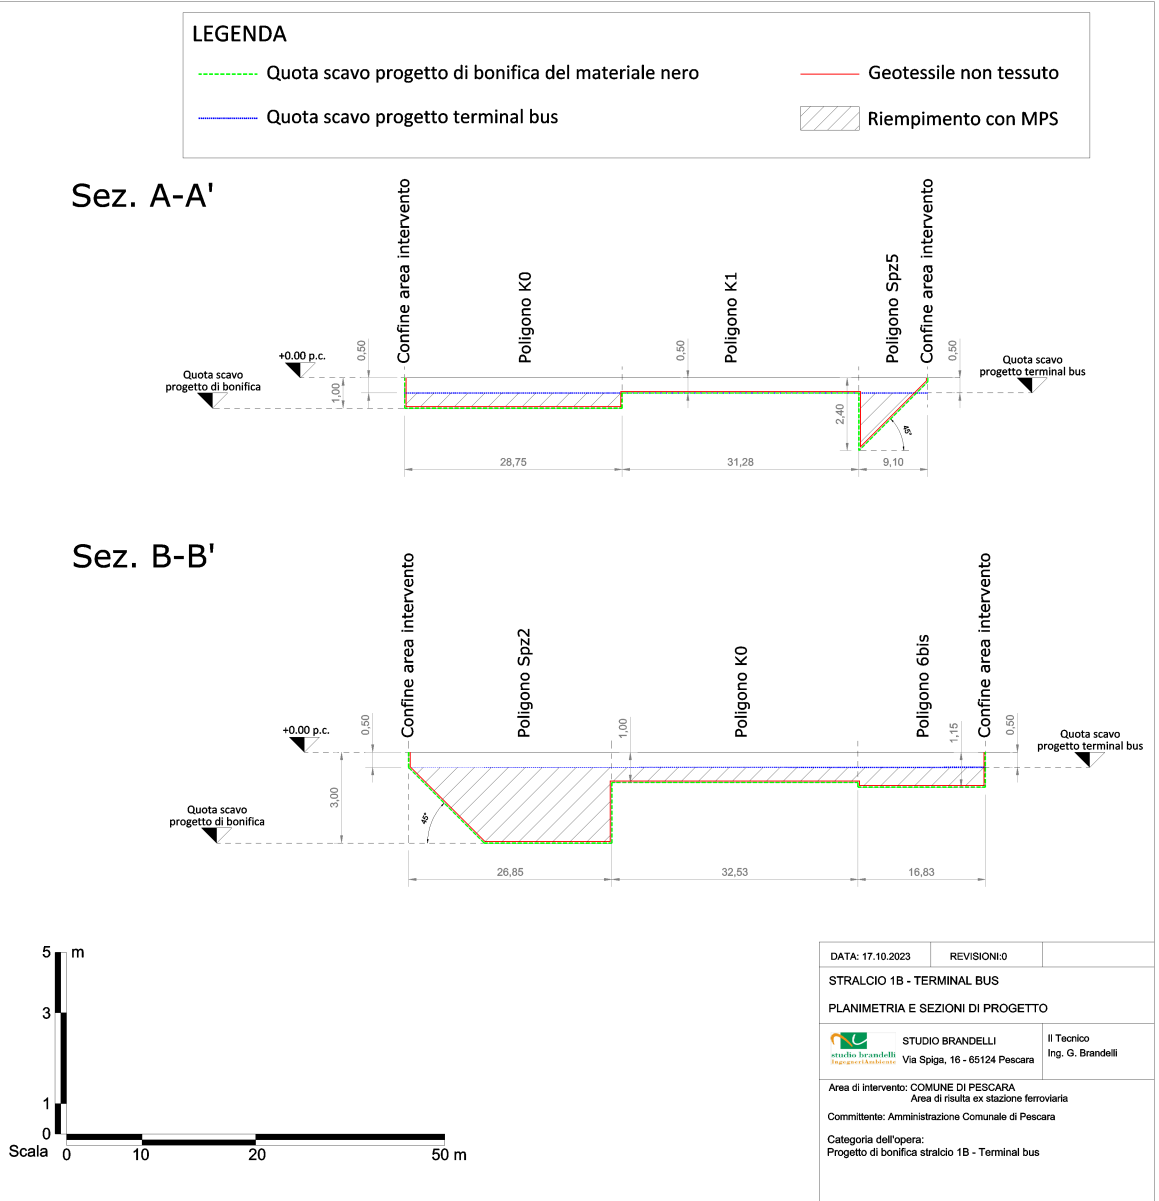 LEGENDA
Quota scavo progetto di bonifica del materiale nero
Geotessile non tessuto
Quota scavo progetto terminal bus
Riempimento con MPS
Sez. A-A'
Confine area intervento
Poligono K0
Poligono K1
Poligono Spz5
Confine area intervento
+0.00 p.c.
0,50
0,50
0,50
Quota scavo
progetto terminal bus
Quota scavo
progetto di bonifica
1,00
2,40
45°
28,75
31,28
9,10
Sez. B-B'
Confine area intervento
Poligono Spz2
Poligono K0
Poligono 6bis
Confine area intervento
+0.00 p.c.
0,50
1,00
1,15
0,50
Quota scavo
progetto terminal bus
3,00
Quota scavo
progetto di bonifica
45°
26,85
32,53
16,83
5 m
3
1
0
Scala 0 10 20 50 m
DATA: 17.10.2023 REVISIONI:0
STRALCIO 1B - TERMINAL BUS
PLANIMETRIA E SEZIONI DI PROGETTO
studio brandelli
IngegneriAmbiente
STUDIO BRANDELLI
Via Spiga, 16 - 65124 Pescara
Il Tecnico
Ing. G. Brandelli
Area di intervento: COMUNE DI PESCARA
Area di risulta ex stazione ferroviaria
Committente: Amministrazione Comunale di Pescara
Categoria dell'opera:
Progetto di bonifica stralcio 1B - Terminal bus